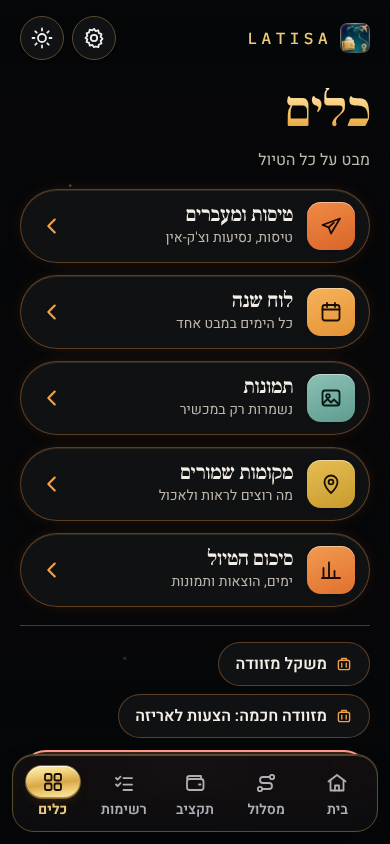 LATISA
כלים
מבט על כל הטיול
טיסות ומעברים
טיסות, נסיעות וצ'ק-אין
לוח שנה
כל הימים במבט אחד
תמונות
נשמרות רק במכשיר
מקומות שמורים
מה רוצים לראות ולאכול
סיכום הטיול
ימים, הוצאות ותמונות
משקל מזוודה
מזוודה חכמה: הצעות לאריזה
בית
מסלול
תקציב
רשימות
כלים